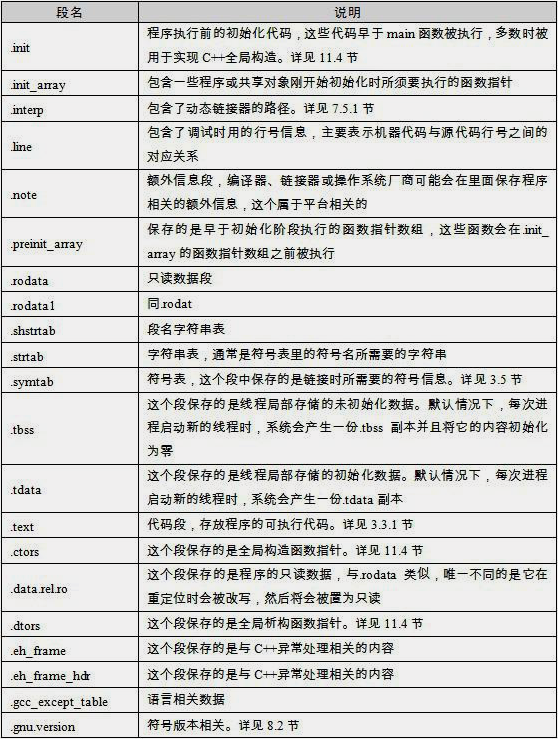 段名 说明
.init
程序执行前的初始化代码，这些代码早于 main 函数被执行，多数时被
用于实现 C++全局构造。详见 11.4 节
.init_array 包含一些程序或共享对象刚开始初始化时所须要执行的函数指针
.interp 包含了动态链接器的路径。详见 7.5.1 节
.line
包含了调试时用的行号信息，主要表示机器代码与源代码行号之间的
对应关系
.note
额外信息段，编译器、链接器或操作系统厂商可能会在里面保存程序
相关的额外信息，这个属于平台相关的
.preinit_array
保存的是早于初始化阶段执行的函数指针数组，这些函数会在.init_
array 的函数指针数组之前被执行
.rodata 只读数据段
.rodata1 同.rodat
.shstrtab 段名字符串表
.strtab 字符串表，通常是符号表里的符号名所需要的字符串
.symtab 符号表，这个段中保存的是链接时所需要的符号信息。详见 3.5 节
.tbss
这个段保存的是线程局部存储的未初始化数据。默认情况下，每次进
程启动新的线程时，系统会产生一份.tbss 副本并且将它的内容初始化
为零
.tdata
这个段保存的是线程局部存储的初始化数据。默认情况下，每次进程
启动新的线程时，系统会产生一份.tdata 副本
.text 代码段，存放程序的可执行代码。详见 3.3.1 节
.ctors 这个段保存的是全局构造函数指针。详见 11.4 节
.data.rel.ro
这个段保存的是程序的只读数据，与.rodata 类似，唯一不同的是它在
重定位时会被改写，然后将会被置为只读
.dtors 这个段保存的是全局析构函数指针。详见 11.4 节
.eh_frame 这个段保存的是与 C++异常处理相关的内容
.eh_frame_hdr 这个段保存的是与 C++异常处理相关的内容
.gcc_except_table 语言相关数据
.gnu.version 符号版本相关。详见 8.2 节